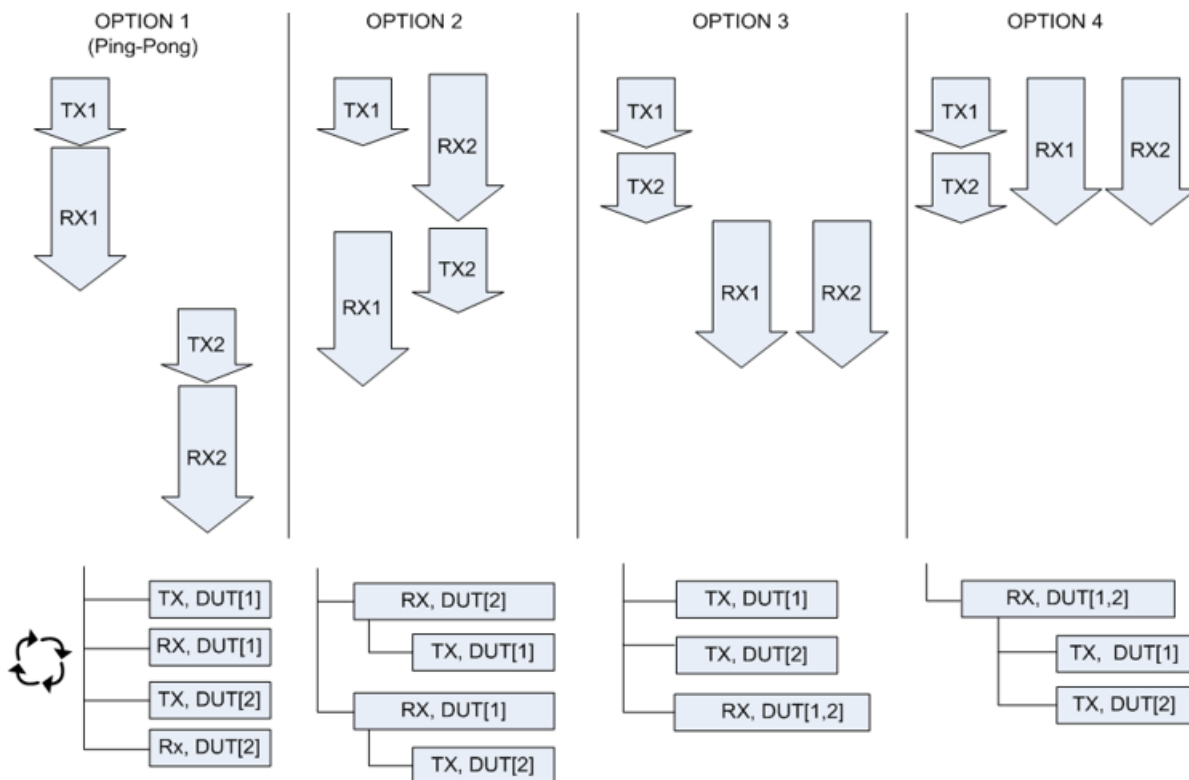 OPTION 1
(Ping-Pong)
TX1
RX1
TX2
RX2
TX, DUT[1]
RX, DUT[1]
TX, DUT[2]
Rx, DUT[2]
OPTION 2
TX1
RX2
RX1
TX2
RX, DUT[2]
TX, DUT[1]
RX, DUT[1]
TX, DUT[2]
OPTION 3
TX1
TX2
RX1
RX2
TX, DUT[1]
TX, DUT[2]
RX, DUT[1,2]
OPTION 4
TX1
RX1
RX2
TX2
RX, DUT[1,2]
TX, DUT[1]
TX, DUT[2]